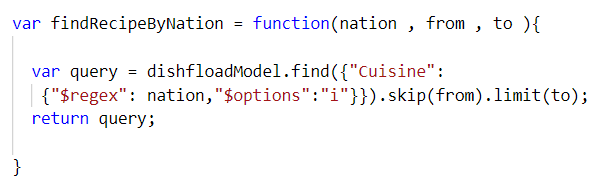 var findRecipeByNation = function(nation , from , to ){
var query = dishfloadModel.find({"Cuisine":
{"$regex": nation,"$options":"i"}}).skip(from).limit(to);
return query;
}